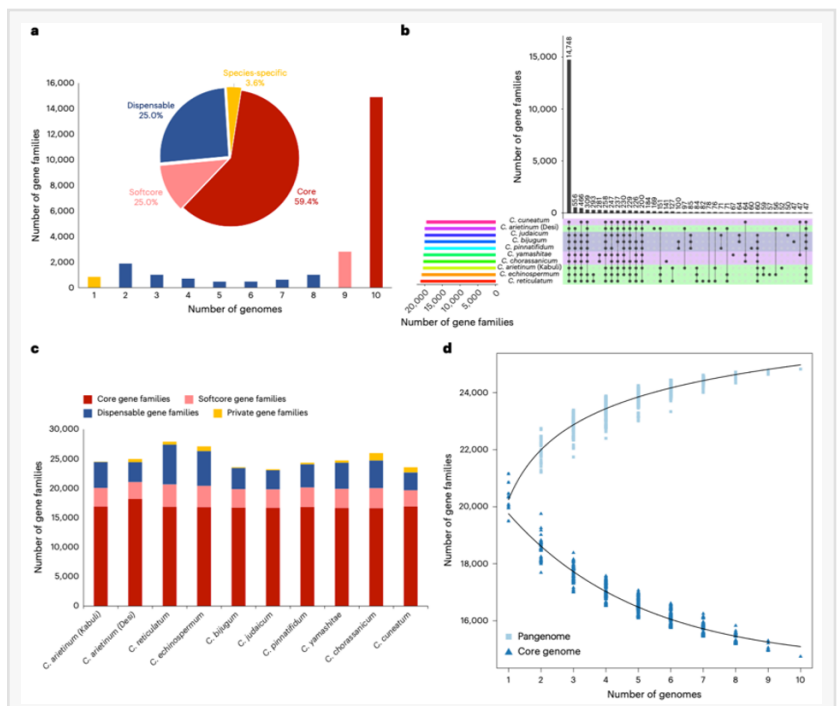 a
16,000
14,000
12,000
10,000
8,000
6,000
4,000
2,000
0
Number of gene families
1 2 3 4 5 6 7 8 9 10
Number of genomes
Species-specific
3.6%
Dispensable
25.0%
Softcore
25.0%
Core
59.4%
b
15,000
10,000
5,000
0
Number of gene families
14,748
C. cuneatum
C. arietinum (Desi)
C. judaicum
C. bijugum
C. pinnatifidum
C. yamashitae
C. chorassanicum
C. arietinum (Kabuli)
C. echinospermum
C. reticulatum
20,000 15,000 10,000 5,000 0
Number of gene families
c
Core gene families
Softcore gene families
Dispensable gene families
Private gene families
30,000
25,000
20,000
15,000
10,000
5,000
0
Number of gene families
C. arietinum (Kabuli)
C. arietinum (Desi)
C. reticulatum
C. echinospermum
C. bijugum
C. judaicum
C. pinnatifidum
C. yamashitae
C. chorassanicum
C. cuneatum
d
24,000
22,000
20,000
18,000
16,000
Number of gene families
Pangenome
Core genome
1 2 3 4 5 6 7 8 9 10
Number of genomes